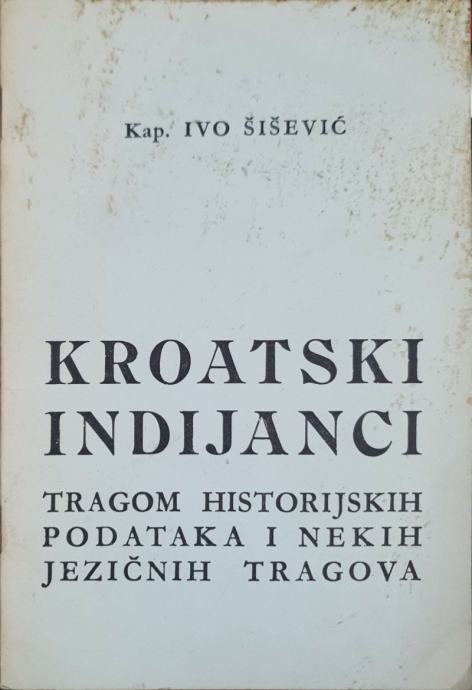 Kap. IVO ŠIŠEVIĆ
KROATSKI
INDIJANCI
TRAGOM HISTORIJSKIH
PODATAKA I NEKIH
JEZIČNIH TRAGOVA